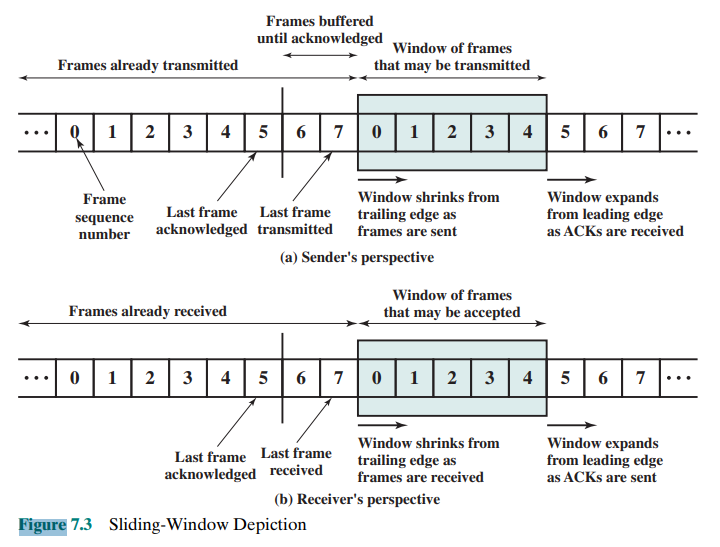 Frames buffered
until acknowledged
Window of frames
that may be transmitted
Frames already transmitted
··· 0 1 2 3 4 5 6 7 0 1 2 3 4 5 6 7 ···
Frame
sequence
number
Last frame
acknowledged
Last frame
transmitted
Window shrinks from
trailing edge as
frames are sent
Window expands
from leading edge
as ACKs are received
(a) Sender's perspective
Frames already received
Window of frames
that may be accepted
··· 0 1 2 3 4 5 6 7 0 1 2 3 4 5 6 7 ···
Last frame
acknowledged
Last frame
received
Window shrinks from
trailing edge as
frames are received
Window expands
from leading edge
as ACKs are sent
(b) Receiver's perspective
Figure 7.3 Sliding-Window Depiction